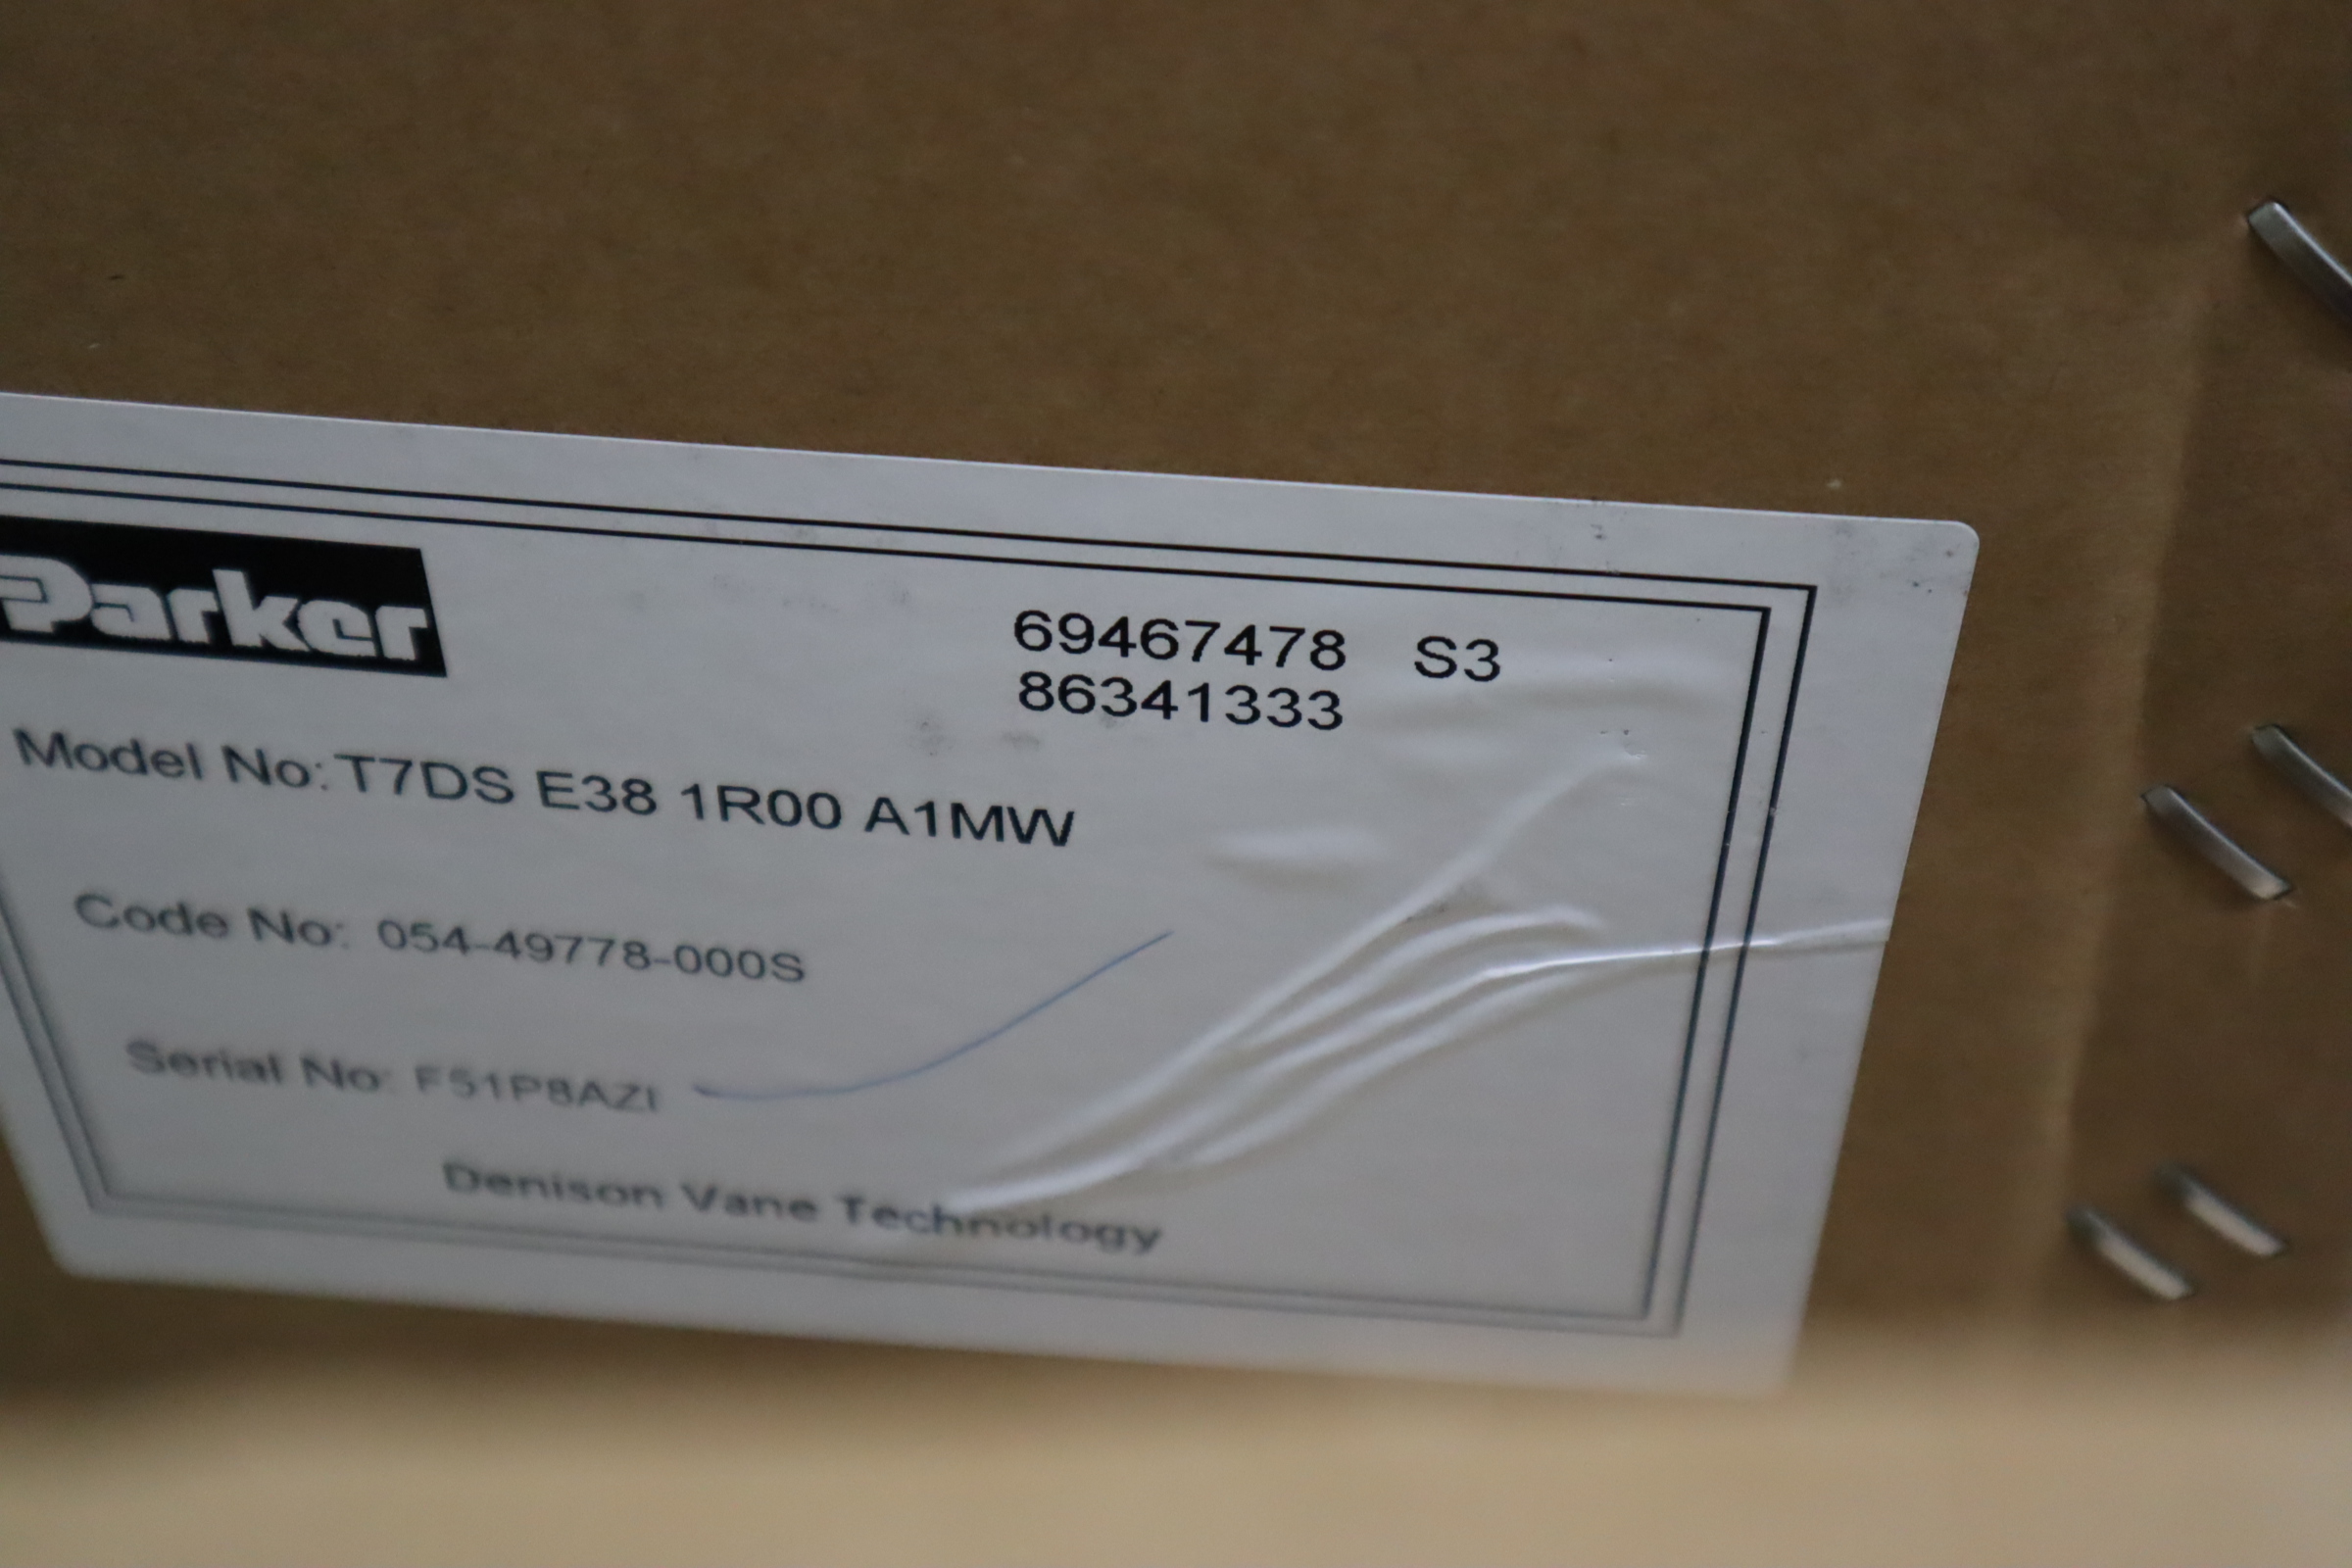 Parker
69467478 S3
86341333
Model No: T7DS E38 1R00 A1MW
Code No: 054-49778-000S
Serial No: F51P8AZI
Denison Vane Technology